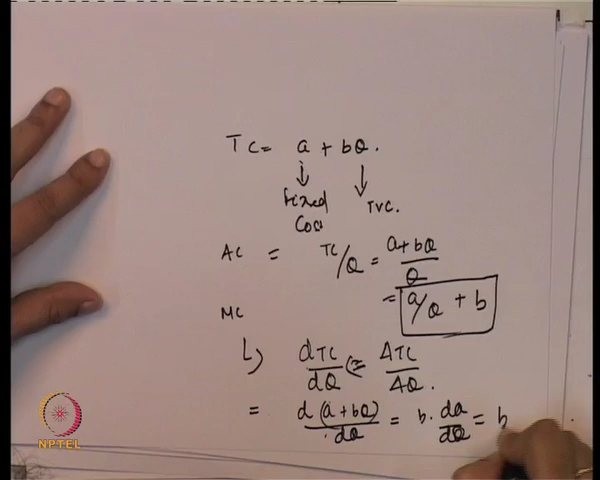 TC = a + bQ.
↓ ↓
Fixed TVC.
Cost
AC = TC/Q = a+bQ/Q
= a/Q + b
MC
↳ dTC/dQ = ΔTC/ΔQ.
= d(a+bQ)/dQ = b. dQ/dQ = b
NPTEL